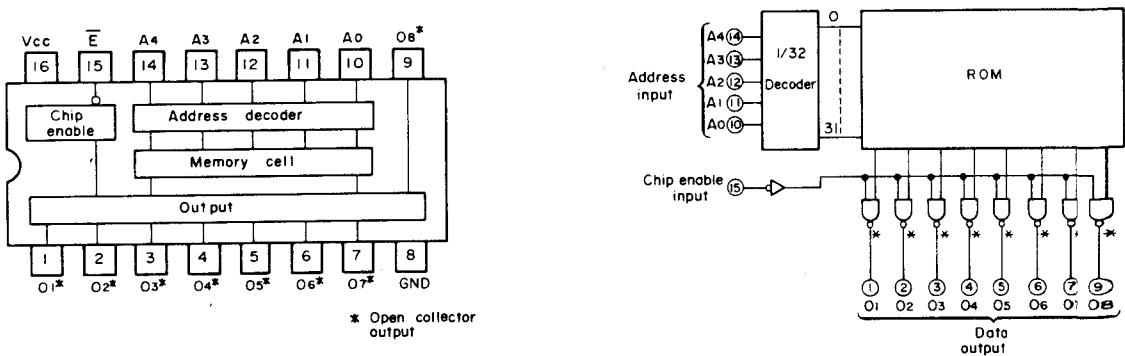 Vcc E A4 A3 A2 A1 A0 O8*
16 15 14 13 12 11 10 9
Chip
enable
Address decoder
Memory cell
Output
1 2 3 4 5 6 7 8
O1* O2* O3* O4* O5* O6* O7* GND
* Open collector
output
Address
input
A4 14
A3 13
A2 12
A1 11
A0 10
1/32
Decoder
0
31
ROM
Chip enable
input
15
* * * * * * * *
1 2 3 4 5 6 7 9
O1 O2 O3 O4 O5 O6 O7 O8
Data
output